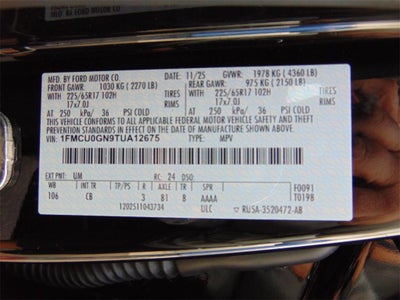 MFD. BY FORD MOTOR CO. 11/25 GVWR: 1978 KG ( 4360 LB)
FRONT GAWR: 1030 KG ( 2270 LB) REAR GAWR: 975 KG ( 2150 LB)
225/65R17 102H TIRES 225/65R17 102H TIRES
17x7.0J RIMS 17x7.0J RIMS
AT 250 kPa/ 36 PSI COLD AT 250 kPa/ 36 PSI COLD
THIS VEHICLE CONFORMS TO ALL APPLICABLE FEDERAL MOTOR VEHICLE
SAFETY AND THEFT PREVENTION STANDARDS IN EFFECT ON THE DATE OF
MANUFACTURE SHOWN ABOVE.
VIN: 1FMCU0GN9TUA12675 TYPE: MPV
EXT PNT: UM RC: 24 DSO:
WB INT TR TP/PS R AXLE TR SPR F0091
106 CB 3 81 8 AAAA T0198
1202511043734 ULC RU5A-3520472-AB